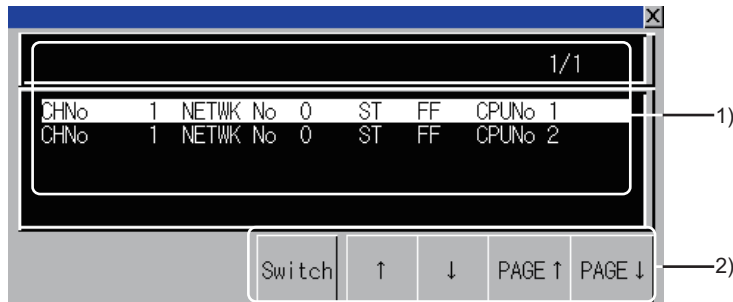 X
1/1
CHNo 1 NETWK No 0 ST FF CPUNo 1
CHNo 1 NETWK No 0 ST FF CPUNo 2
1)
Switch ↑ ↓ PAGE↑ PAGE↓
2)